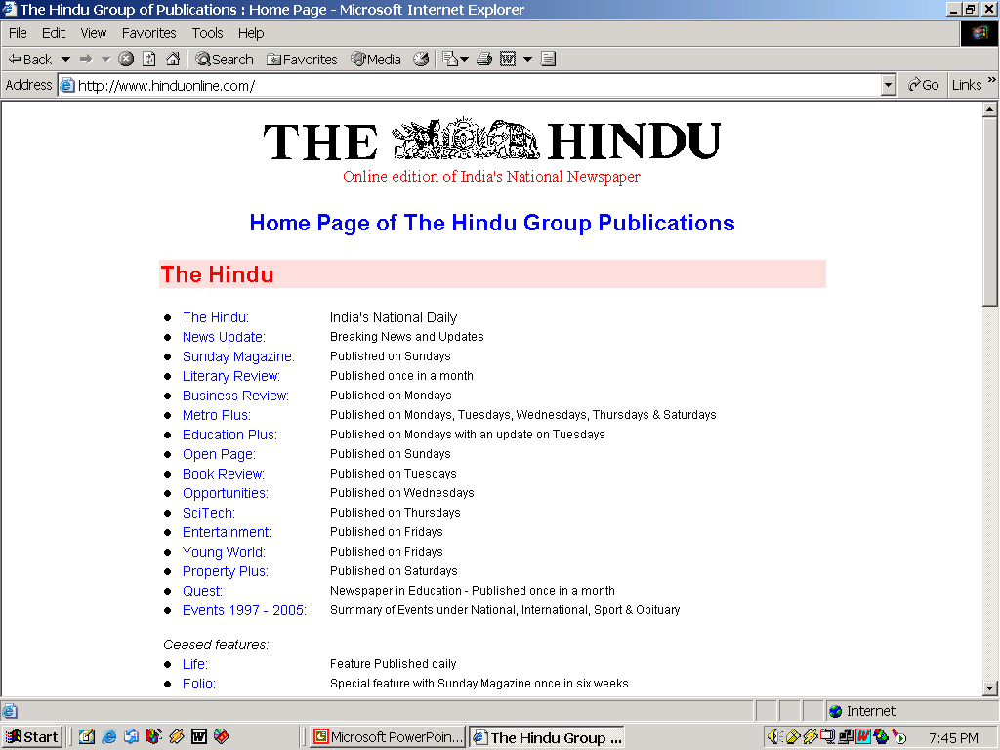 The Hindu Group of Publications : Home Page - Microsoft Internet Explorer
File Edit View Favorites Tools Help
Back Search Favorites Media
Address http://www.hinduonline.com/ Go Links »
THE HINDU
Online edition of India's National Newspaper
Home Page of The Hindu Group Publications
The Hindu
The Hindu: India's National Daily
News Update: Breaking News and Updates
Sunday Magazine: Published on Sundays
Literary Review: Published once in a month
Business Review: Published on Mondays
Metro Plus: Published on Mondays, Tuesdays, Wednesdays, Thursdays & Saturdays
Education Plus: Published on Mondays with an update on Tuesdays
Open Page: Published on Sundays
Book Review: Published on Tuesdays
Opportunities: Published on Wednesdays
SciTech: Published on Thursdays
Entertainment: Published on Fridays
Young World: Published on Fridays
Property Plus: Published on Saturdays
Quest: Newspaper in Education - Published once in a month
Events 1997 - 2005: Summary of Events under National, International, Sport & Obituary
Ceased features:
Life: Feature Published daily
Folio: Special feature with Sunday Magazine once in six weeks
Internet
Start Microsoft PowerPoin... The Hindu Group ... 7:45 PM